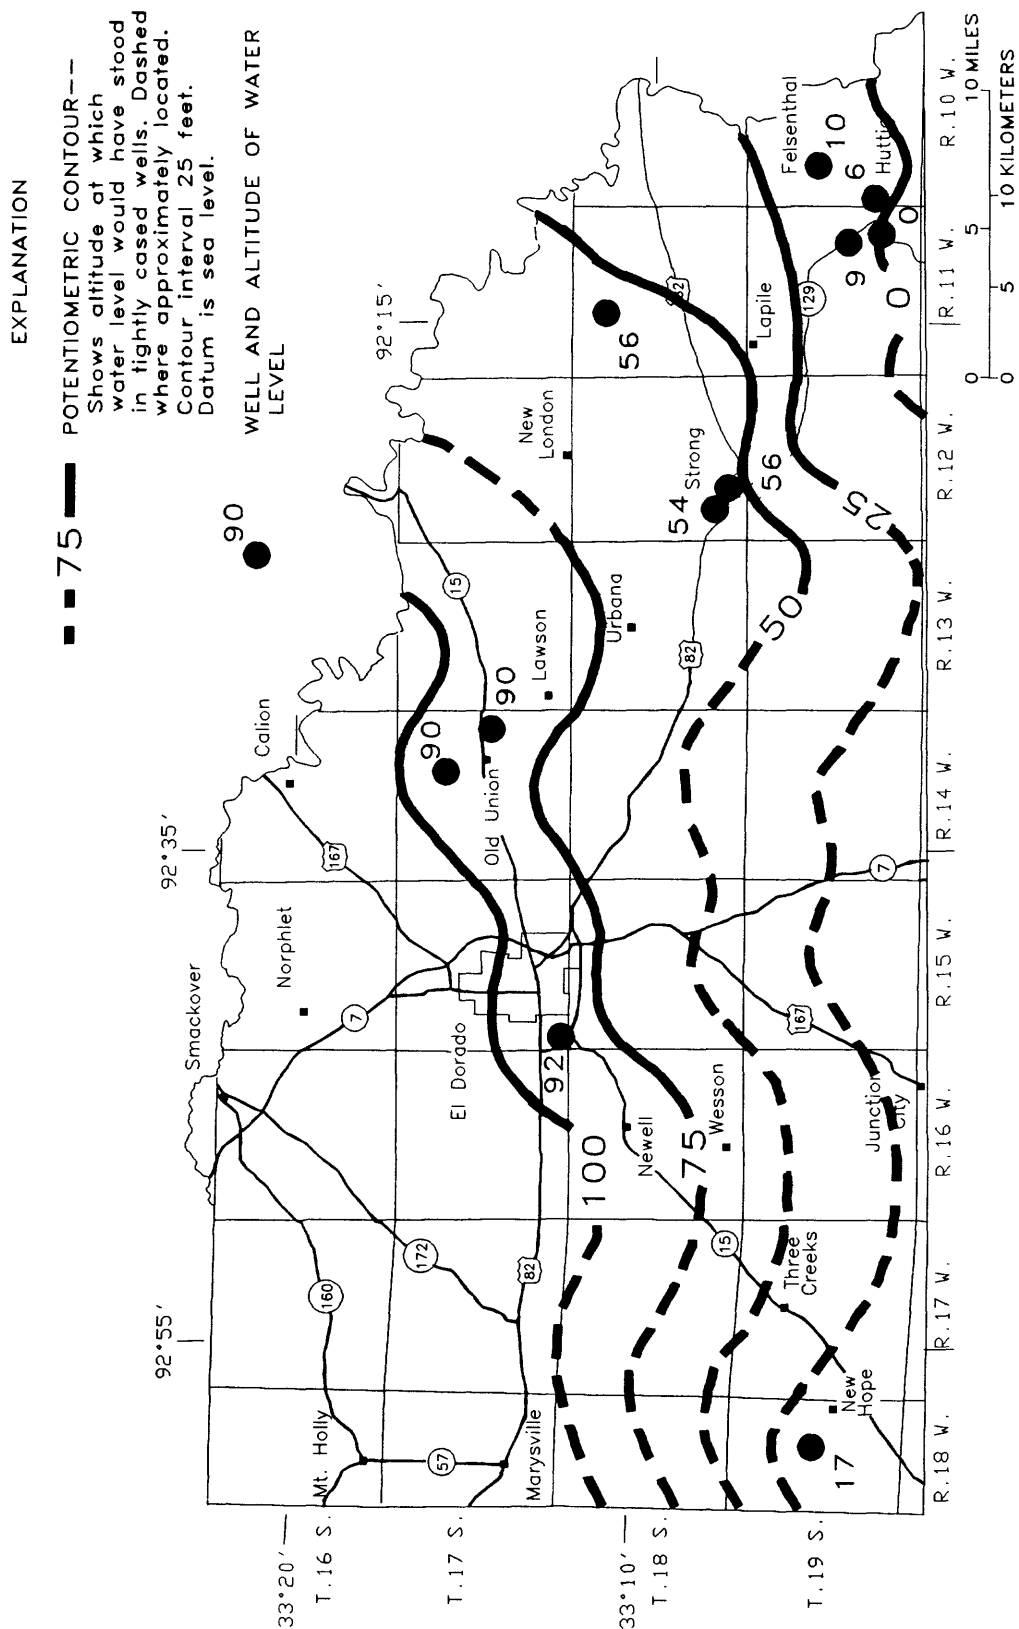 EXPLANATION
75
POTENTIOMETRIC CONTOUR--
Shows altitude at which
water level would have stood
in tightly cased wells. Dashed
where approximately located.
Contour interval 25 feet.
Datum is sea level.
90
WELL AND ALTITUDE OF WATER
LEVEL
92°55′
92°35′
92°15′
33°20′
T.16 S.
T.17 S.
33°10′
T.18 S.
T.19 S.
Smackover
Norphlet
Calion
167
7
160
172
Mt. Holly
57
Marysville
82
El Dorado
92
Old Union
90
90
15
Lawson
Urbana
New
London
56
100
Newell
75
Wesson
15
Three
Creeks
New
Hope
17
Junction
City
167
7
82
50
54
Strong
56
82
Lapile
129
25
Felsenthal
10
6
Huttig
9
0
0
R.18 W.
R.17 W.
R.16 W.
R.15 W.
R.14 W.
R.13 W.
R.12 W.
R.11 W.
R.10 W.
0 5 10 MILES
0 5 10 KILOMETERS